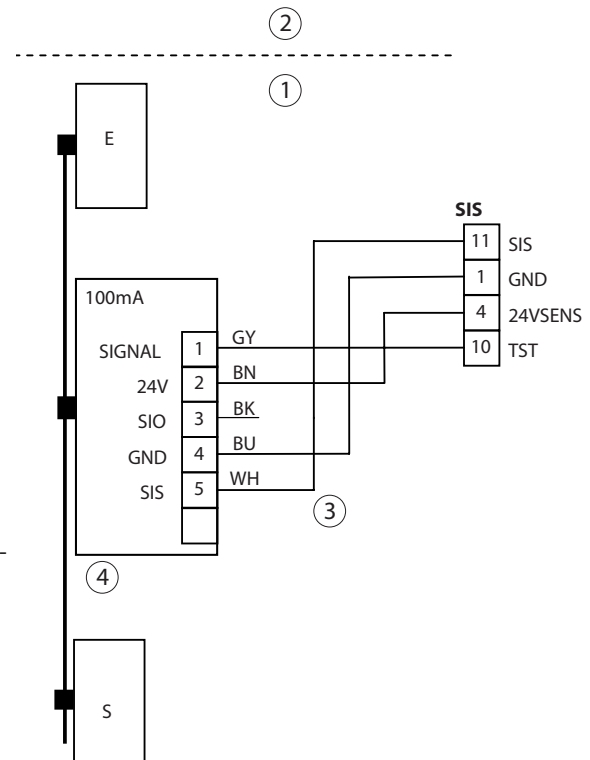 2
1
E
SIS
11 SIS
1 GND
4 24VSENS
10 TST
100mA
SIGNAL 1 GY
24V 2 BN
SIO 3 BK
GND 4 BU
SIS 5 WH
3
4
S